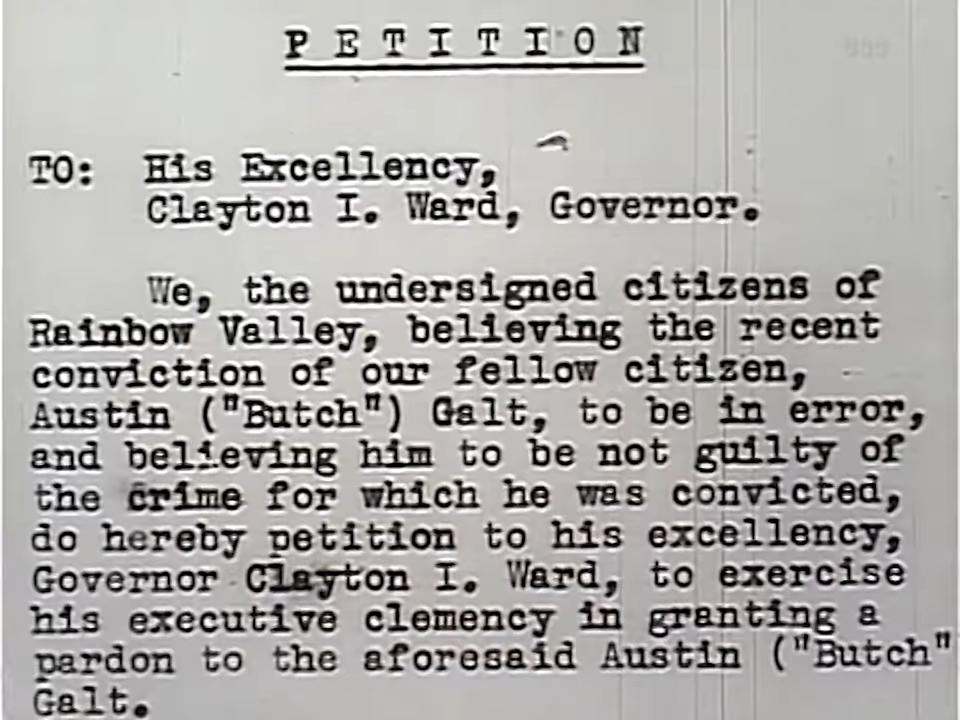 PETITION
TO: His Excellency,
Clayton I. Ward, Governor.
We, the undersigned citizens of
Rainbow Valley, believing the recent
conviction of our fellow citizen,
Austin ("Butch") Galt, to be in error,
and believing him to be not guilty of
the crime for which he was convicted,
do hereby petition to his excellency,
Governor Clayton I. Ward, to exercise
his executive clemency in granting a
pardon to the aforesaid Austin ("Butch"
Galt.